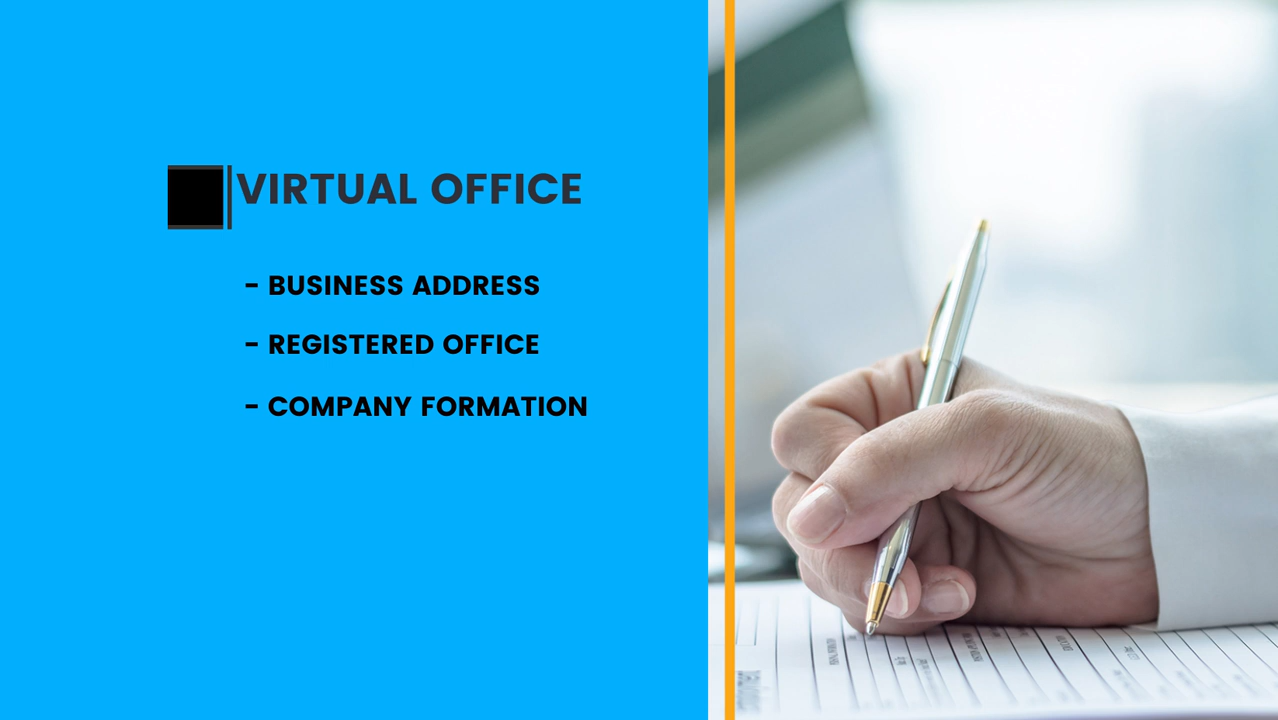 VIRTUAL OFFICE
- BUSINESS ADDRESS
- REGISTERED OFFICE
- COMPANY FORMATION